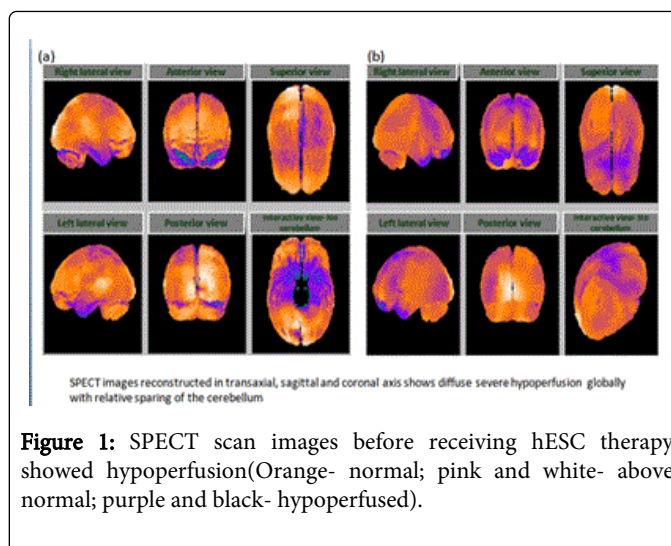 (a)
(b)
Right lateral view Anterior view Superior view Right lateral view Anterior view Superior view
Left lateral view Posterior view Interactive view- No Left lateral view Posterior view Interactive view- No
cerebellum cerebellum
SPECT images reconstructed in transaxial, sagittal and coronal axis shows diffuse severe hypoperfusion globally
with relative sparing of the cerebellum
Figure 1: SPECT scan images before receiving hESC therapy
showed hypoperfusion(Orange- normal; pink and white- above
normal; purple and black- hypoperfused).